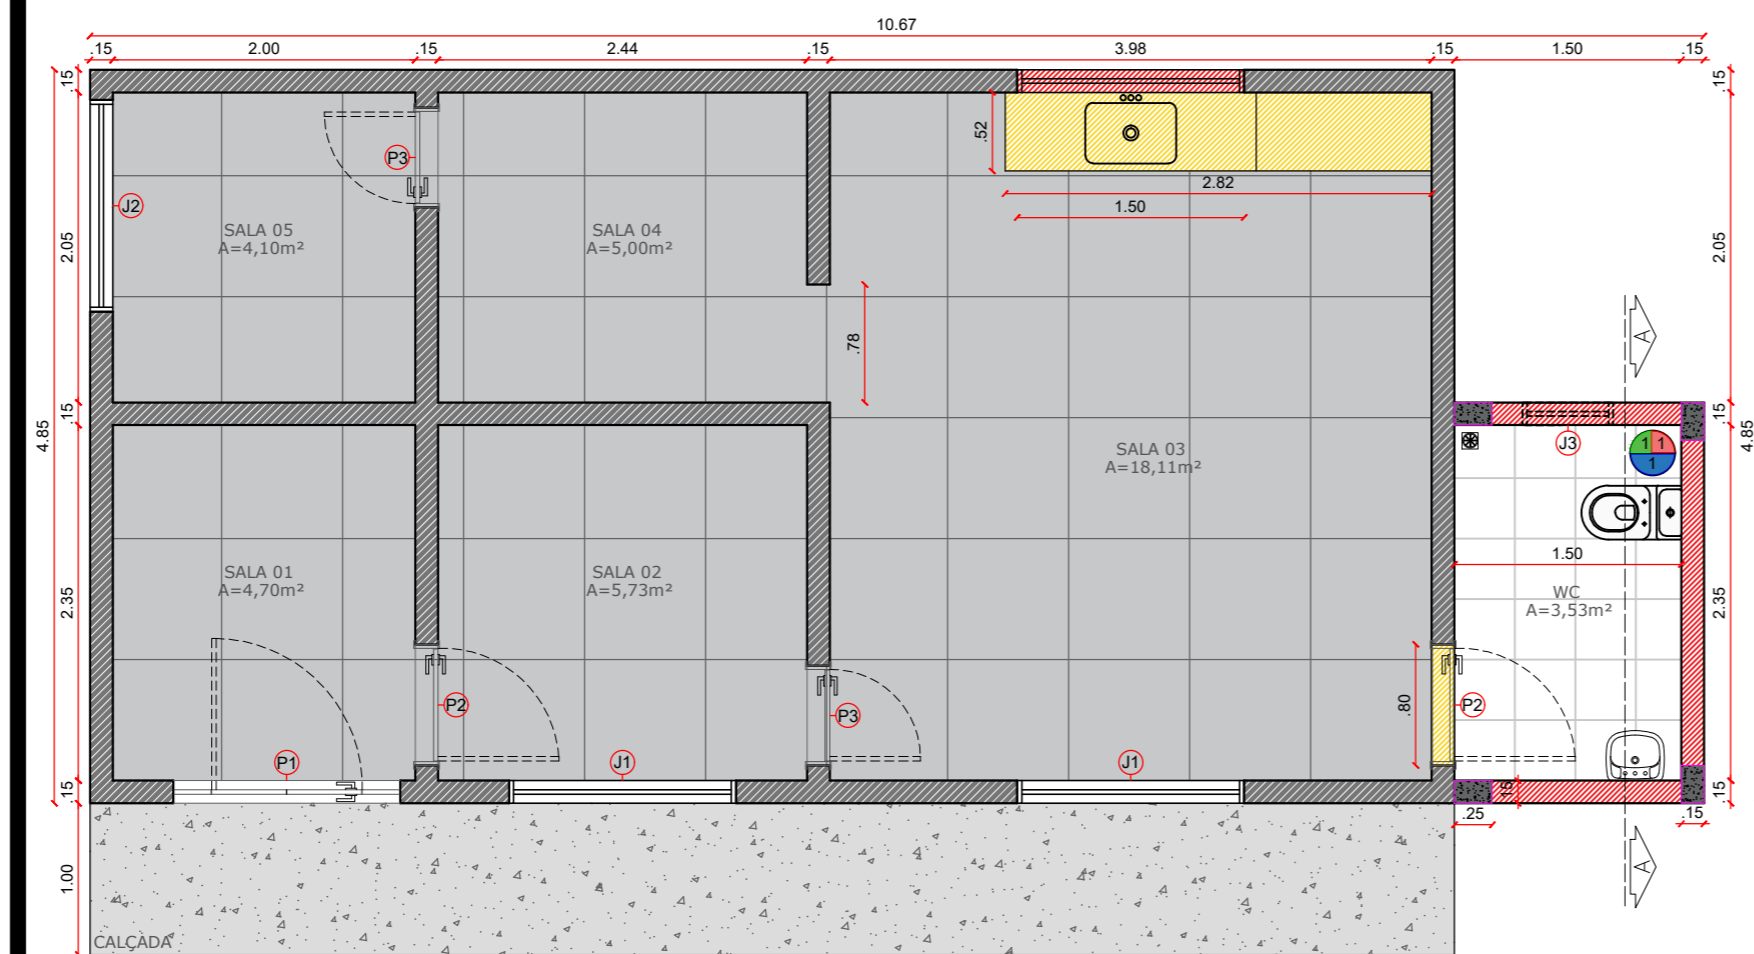 10.67
.15 2.00 .15 2.44 .15 3.98 .15 1.50 .15
.15
.15
P3
.52
J2
2.82
1.50
SALA 05
A=4,10m²
SALA 04
A=5,00m²
2.05
2.05
.78
A
4.85
.15
.15
4.85
J3
1 1
1
SALA 03
A=18,11m²
1.50
SALA 01
A=4,70m²
SALA 02
A=5,73m²
WC
A=3,53m²
2.35
2.35
P2
P3
.80
P2
P1
J1
J1
.15
.15
.15
.25
.15
1.00
A
CALÇADA